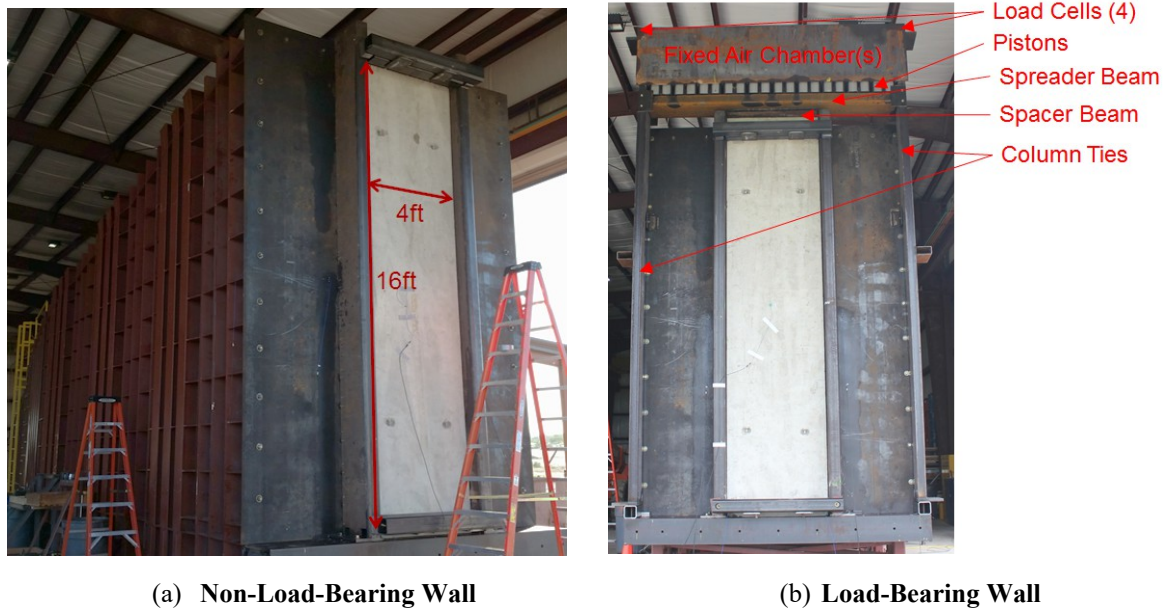 4ft
16ft
Load Cells (4)
Fixed Air Chamber(s)
Pistons
Spreader Beam
Spacer Beam
Column Ties
(a) Non-Load-Bearing Wall
(b) Load-Bearing Wall